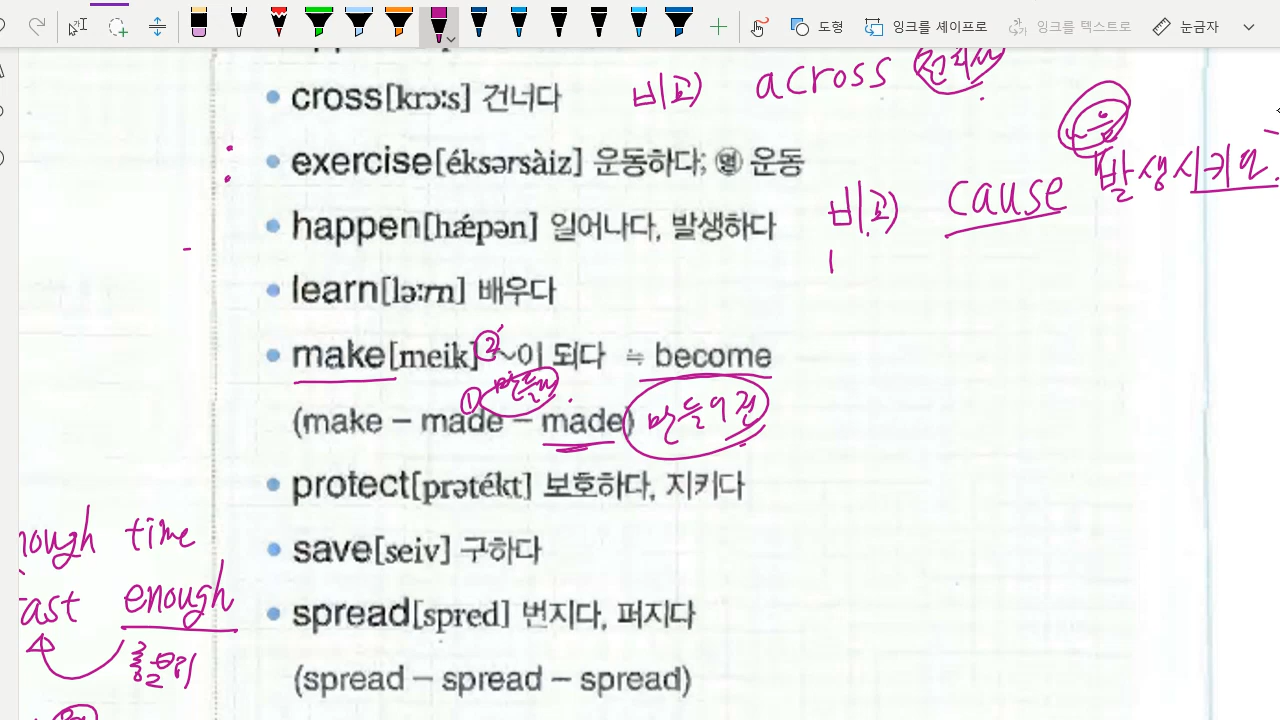 도형 잉크를 셰이프로 잉크를 텍스트로 눈금자
cross[krɔːs] 건너다 비교) across 전치사
exercise[éksərsàiz] 운동하다; 명 운동
비교) cause 발생시키다.
happen[hǽpən] 일어나다, 발생하다
learn[ləːrn] 배우다
make[meik] ② ~이 되다 ≒ become
① 만들다
(make – made – made) 만들어진
protect[prətékt] 보호하다, 지키다
save[seiv] 구하다
time
enough
spread[spred] 번지다, 퍼지다
(spread – spread – spread)